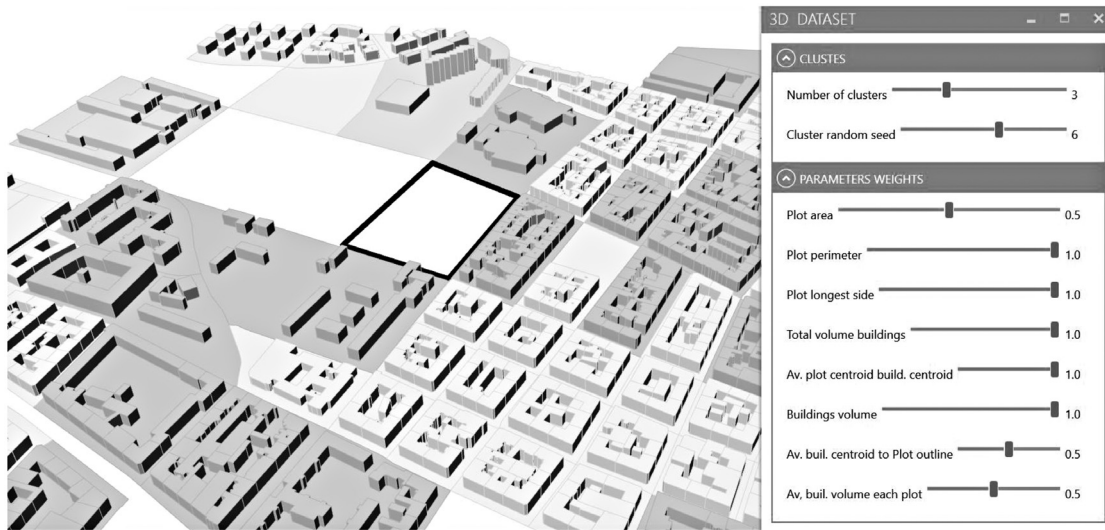 3D DATASET
CLUSTES
Number of clusters 3
Cluster random seed 6
PARAMETERS WEIGHTS
Plot area 0.5
Plot perimeter 1.0
Plot longest side 1.0
Total volume buildings 1.0
Av. plot centroid build. centroid 1.0
Buildings volume 1.0
Av. buil. centroid to Plot outline 0.5
Av, buil. volume each plot 0.5